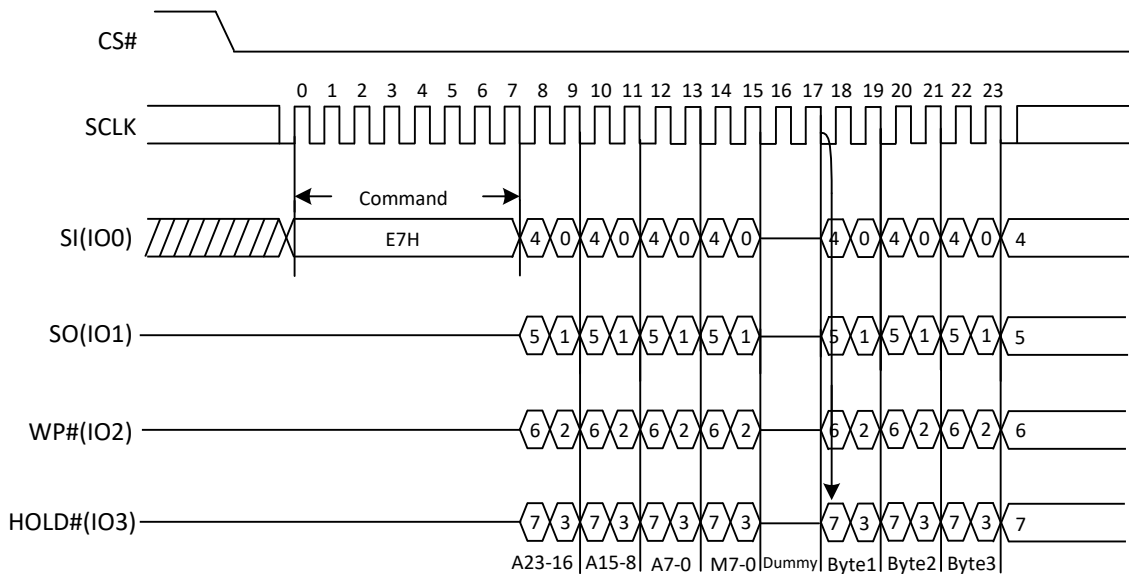 CS#
0 1 2 3 4 5 6 7 8 9 10 11 12 13 14 15 16 17 18 19 20 21 22 23
SCLK
Command
SI(IO0) E7H 4 0 4 0 4 0 4 0 4 0 4 0 4 0 4
SO(IO1) 5 1 5 1 5 1 5 1 5 1 5 1 5 1 5
WP#(IO2) 6 2 6 2 6 2 6 2 6 2 6 2 6 2 6
HOLD#(IO3) 7 3 7 3 7 3 7 3 7 3 7 3 7 3 7
A23-16 A15-8 A7-0 M7-0 Dummy Byte1 Byte2 Byte3